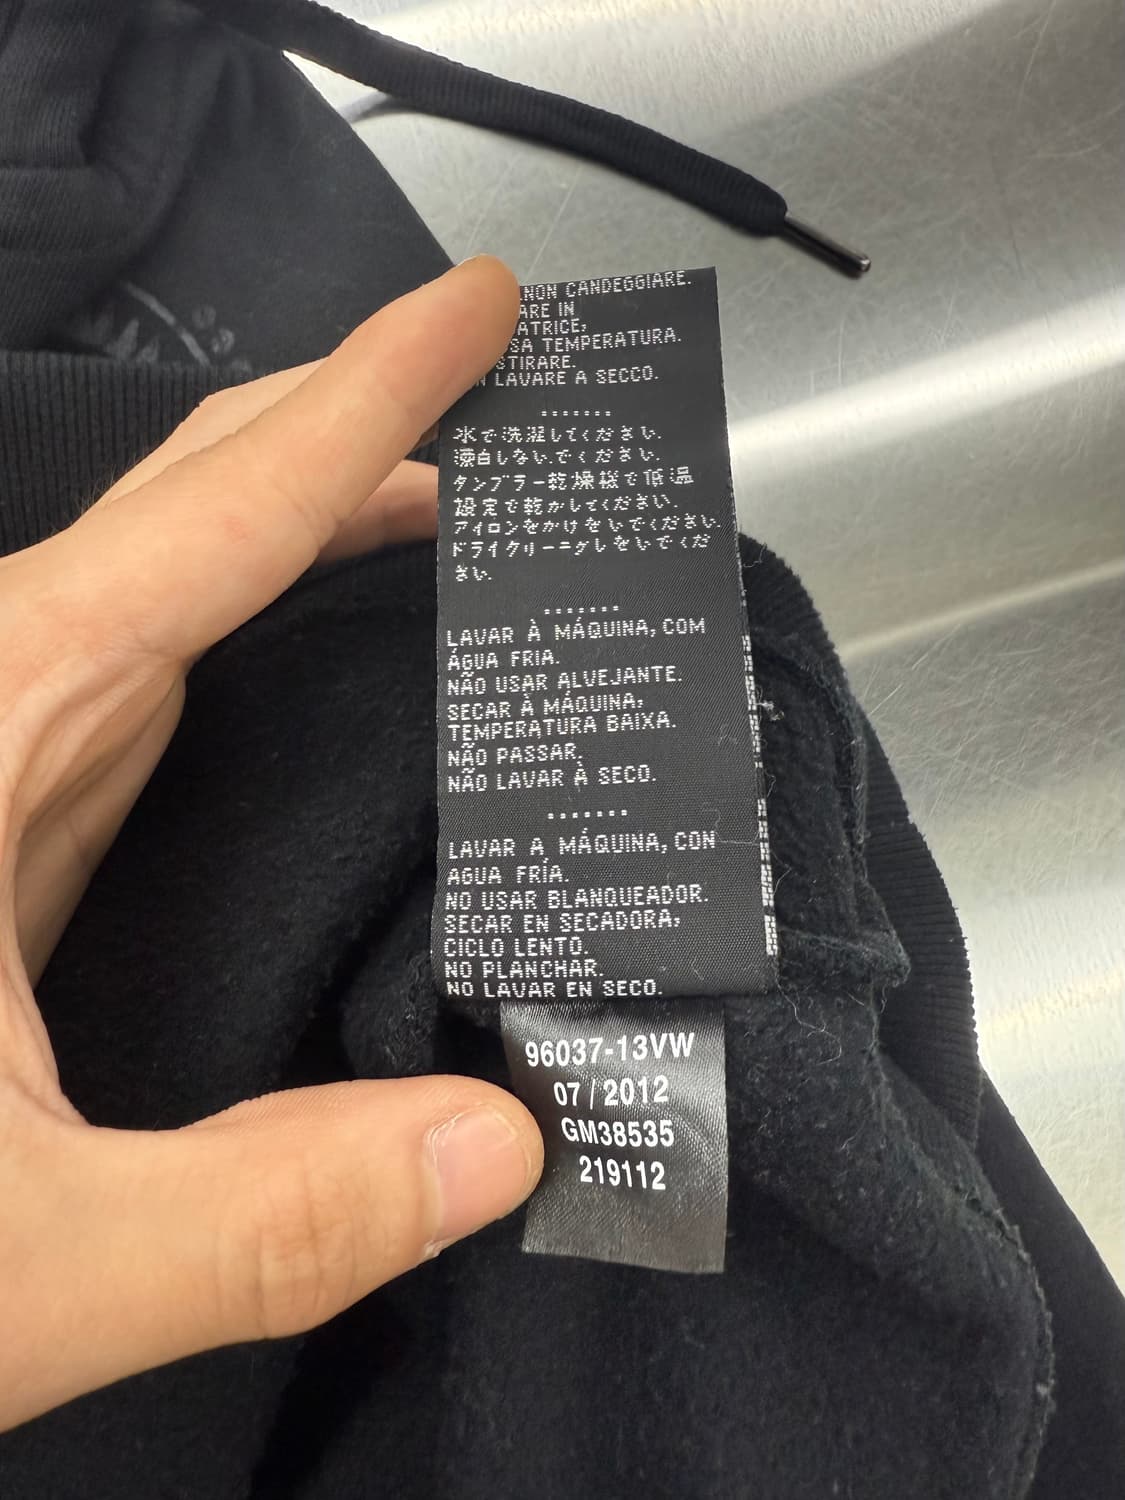 NON CANDEGGIARE.
ARE IN
ATRICE,
SA TEMPERATURA.
STIRARE.
N LAVARE A SECCO.
.......
水で洗濯してください.
漂白しないでください.
タンブラー乾燥機で低温
設定で乾かしてください.
アイロンをかけをいでください.
ドライクリーニグしをいでくだ
さい.
.......
LAVAR À MÁQUINA, COM
ÁGUA FRIA.
NÃO USAR ALVEJANTE.
SECAR À MÁQUINA,
TEMPERATURA BAIXA.
NÃO PASSAR.
NÃO LAVAR À SECO.
.......
LAVAR A MÁQUINA, CON
AGUA FRÍA.
NO USAR BLANQUEADOR.
SECAR EN SECADORA,
CICLO LENTO.
NO PLANCHAR.
NO LAVAR EN SECO.
96037-13VW
07 / 2012
GM38535
219112